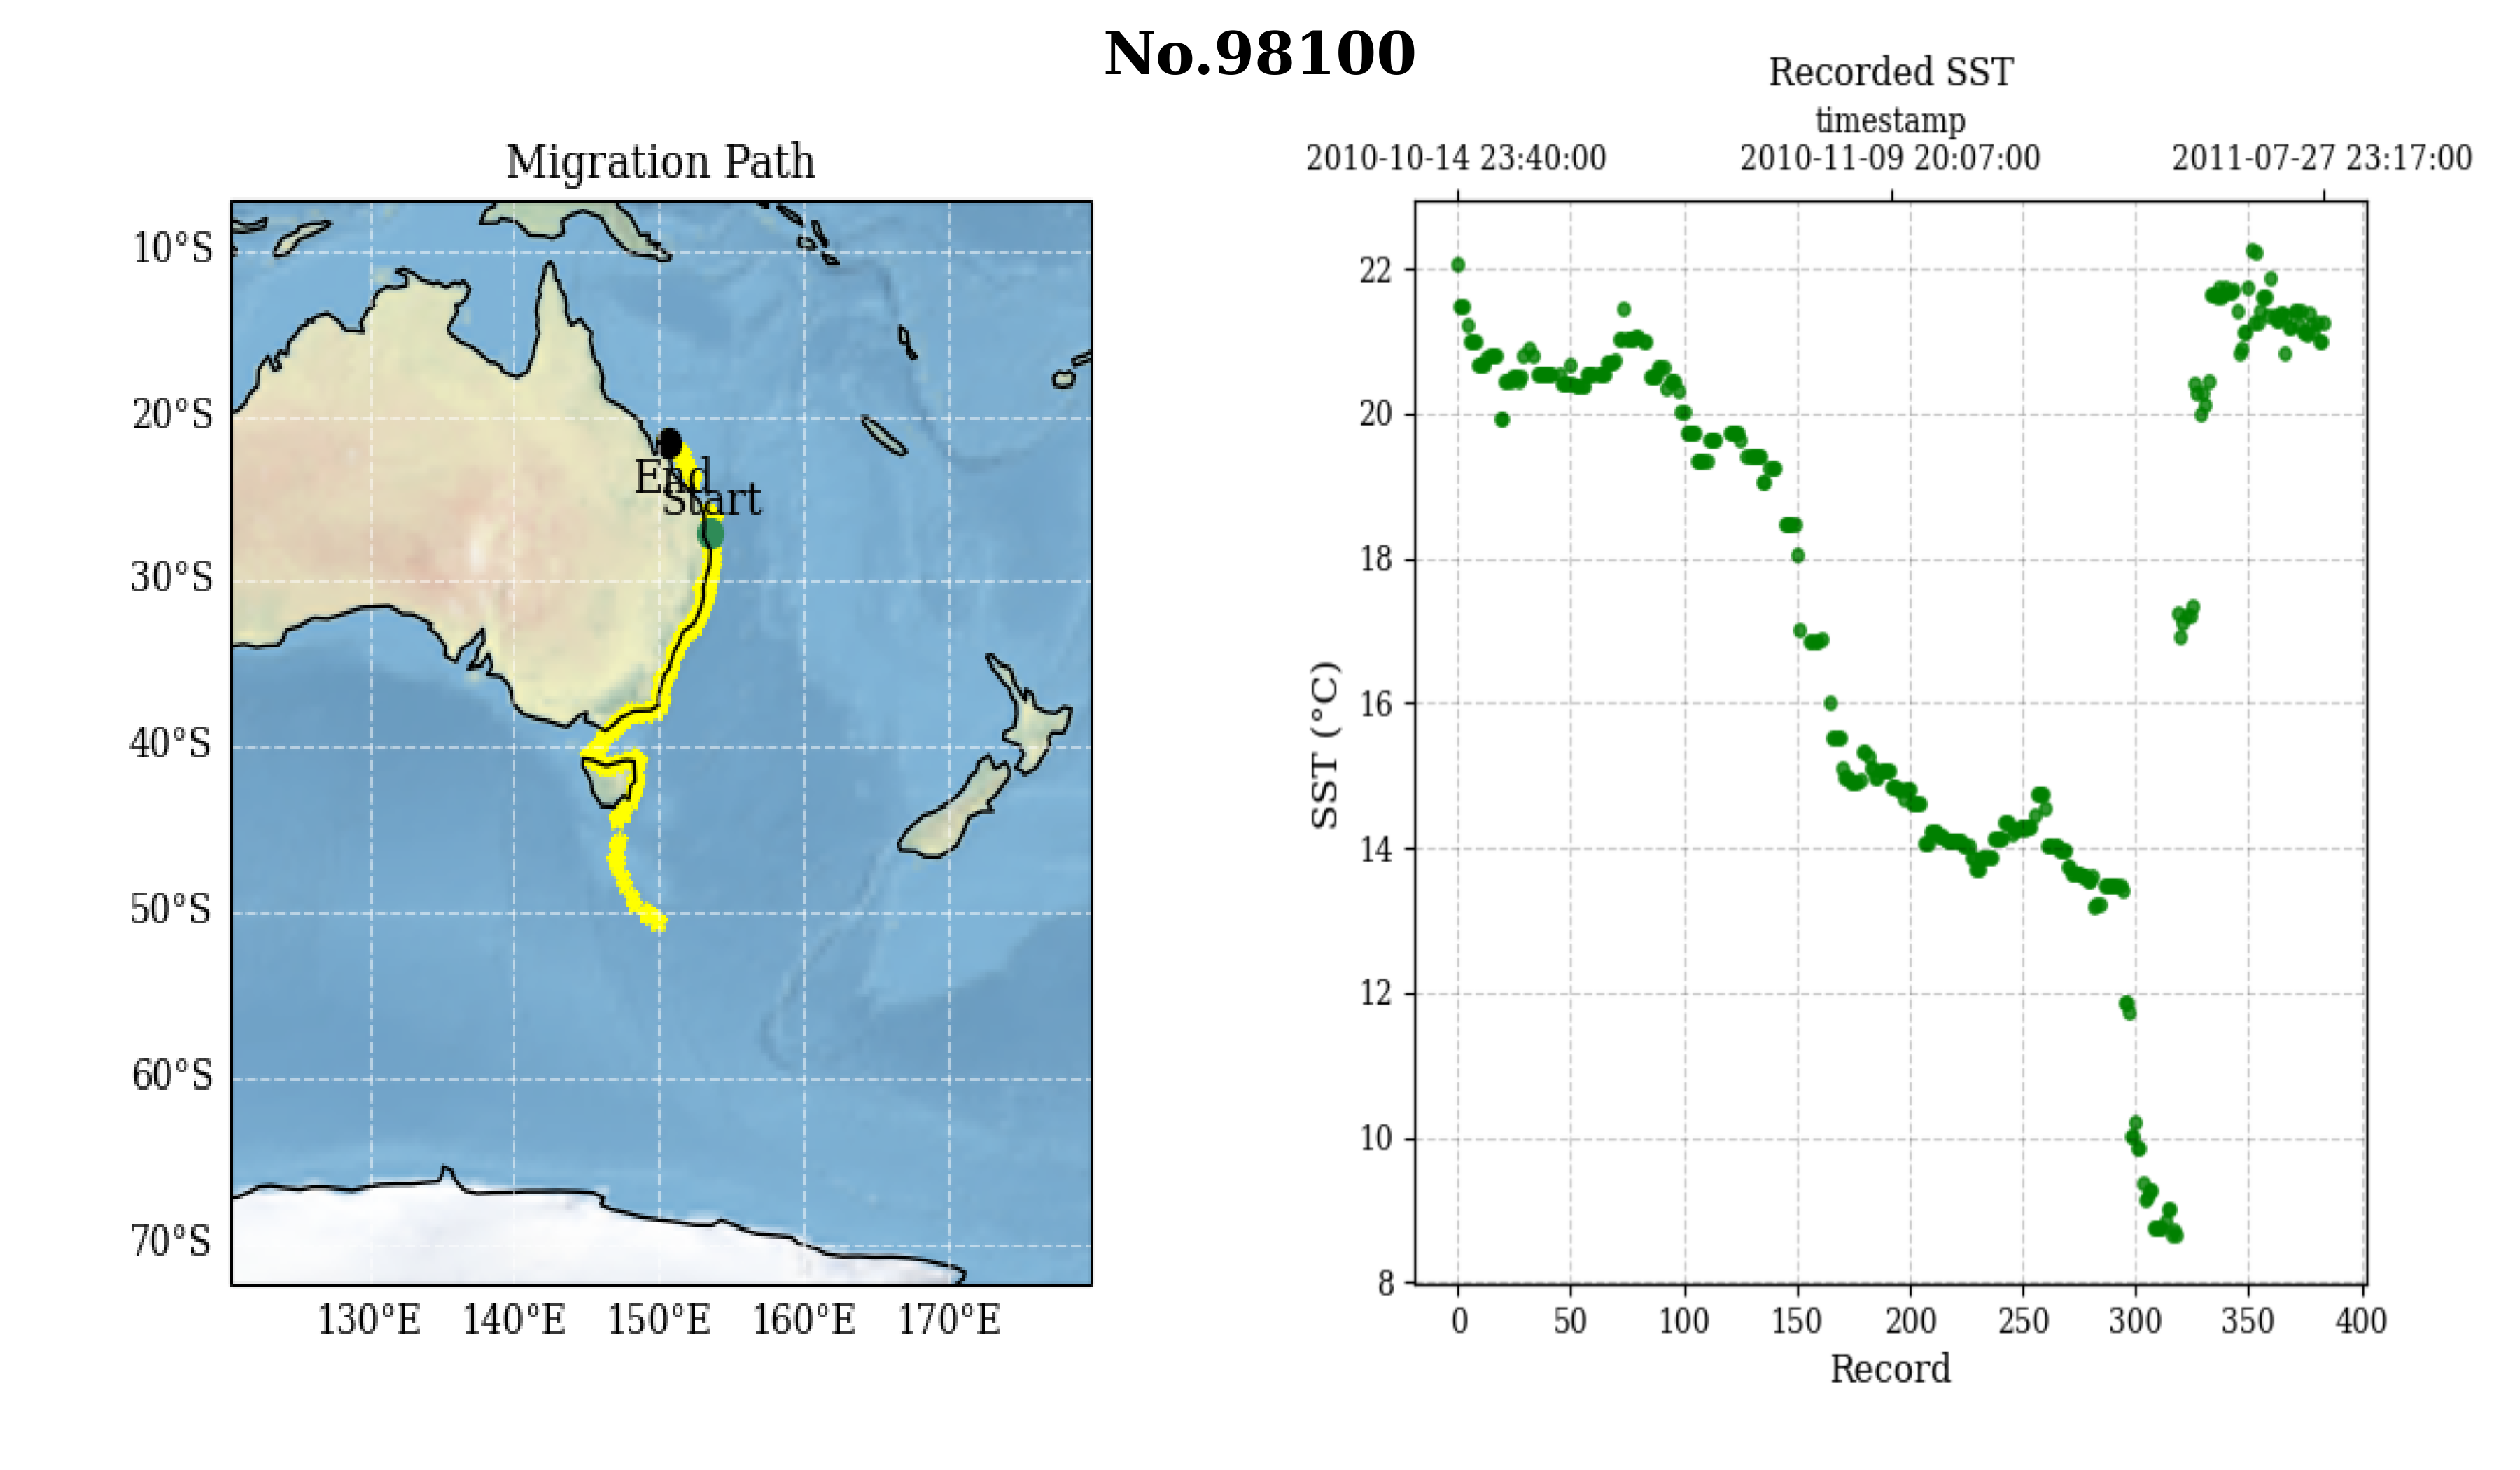 No.98100
Migration Path
10°S
20°S
30°S
40°S
50°S
60°S
70°S
130°E 140°E 150°E 160°E 170°E
End
Start
Recorded SST
timestamp
2010-10-14 23:40:00 2010-11-09 20:07:00 2011-07-27 23:17:00
SST (°C)
22
20
18
16
14
12
10
8
0 50 100 150 200 250 300 350 400
Record